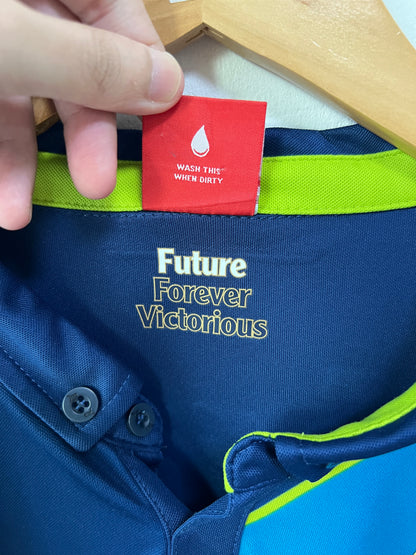 WASH THIS
WHEN DIRTY
Future
Forever
Victorious